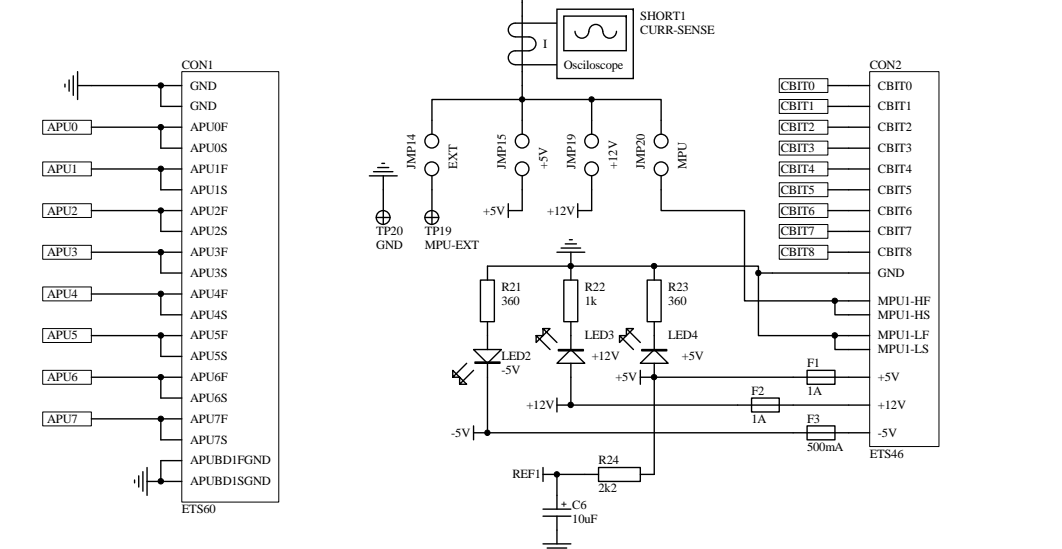 SHORT1
CURR-SENSE
I
Osciloscope
CON1
GND
GND
APU0
APU0F
APU0S
APU1
APU1F
APU1S
APU2
APU2F
APU2S
APU3
APU3F
APU3S
APU4
APU4F
APU4S
APU5
APU5F
APU5S
APU6
APU6F
APU6S
APU7
APU7F
APU7S
APUBD1FGND
APUBD1SGND
ETS60
JMP14
EXT
JMP15
+5V
JMP19
+12V
JMP20
MPU
+5V
+12V
TP20
GND
TP19
MPU-EXT
R21
360
R22
1k
R23
360
LED2
-5V
LED3
+12V
LED4
+5V
+5V
+12V
-5V
F1
1A
F2
1A
F3
500mA
REF1
R24
2k2
+
C6
10uF
CON2
CBIT0 CBIT0
CBIT1 CBIT1
CBIT2 CBIT2
CBIT3 CBIT3
CBIT4 CBIT4
CBIT5 CBIT5
CBIT6 CBIT6
CBIT7 CBIT7
CBIT8 CBIT8
GND
MPU1-HF
MPU1-HS
MPU1-LF
MPU1-LS
+5V
+12V
-5V
ETS46